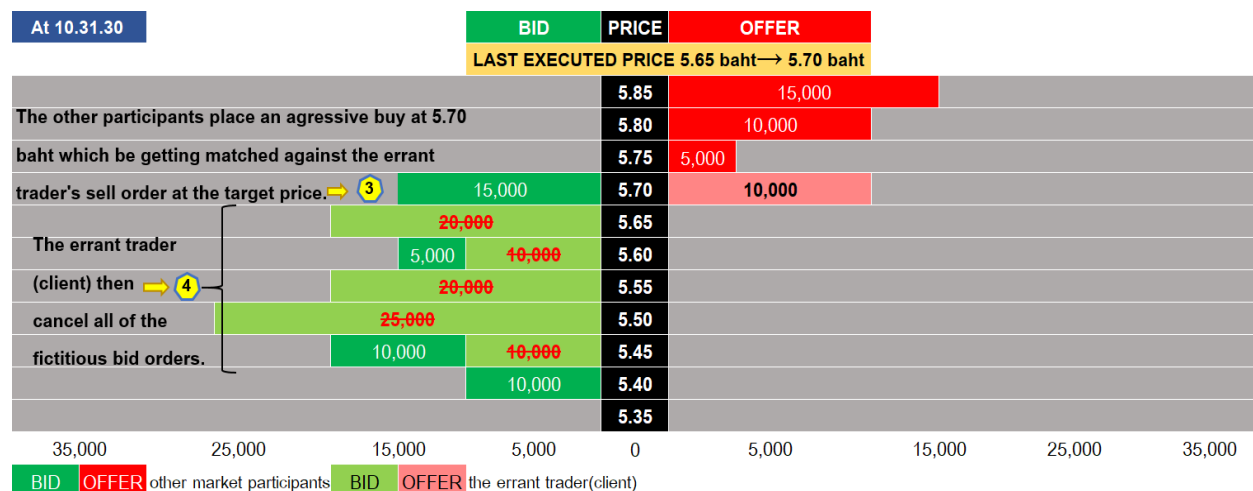 At 10.31.30
BID PRICE OFFER
LAST EXECUTED PRICE 5.65 baht→ 5.70 baht
5.85 15,000
The other participants place an agressive buy at 5.70
5.80 10,000
baht which be getting matched against the errant
5.75 5,000
trader's sell order at the target price. 3 15,000 5.70 10,000
20,000 5.65
The errant trader
5,000 10,000 5.60
(client) then 4
20,000 5.55
cancel all of the
25,000 5.50
fictitious bid orders.
10,000 10,000 5.45
10,000 5.40
5.35
35,000 25,000 15,000 5,000 0 5,000 15,000 25,000 35,000
BID OFFER other market participants BID OFFER the errant trader(client)